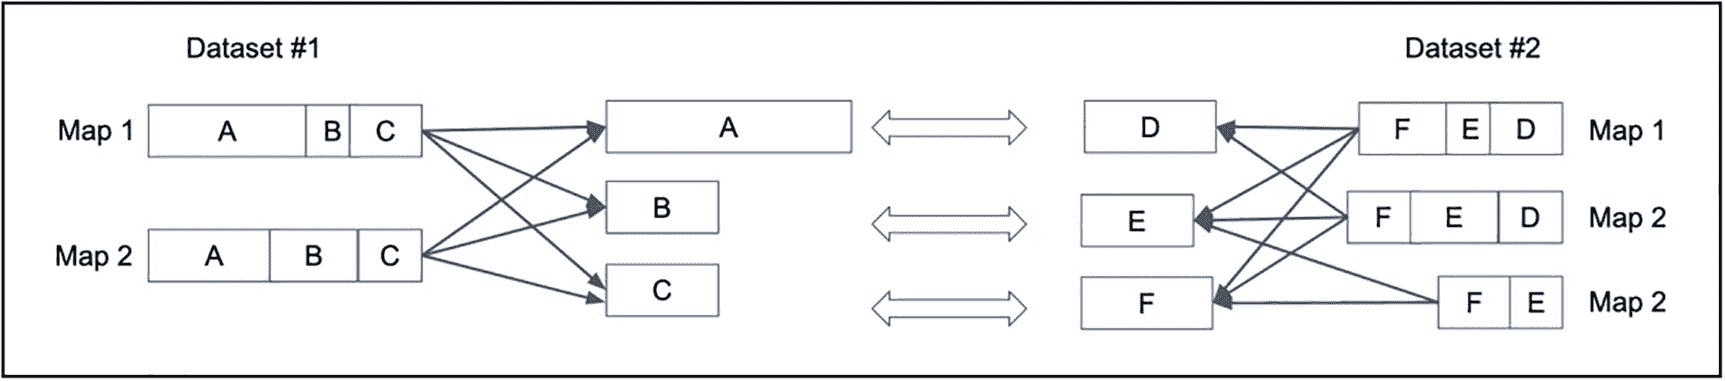 Dataset #1
Dataset #2
Map 1 A B C
A
D
F E D Map 1
B
E
F E D Map 2
Map 2 A B C
C
F
F E Map 2